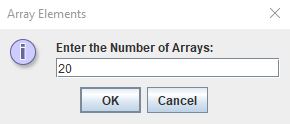 Array Elements
Enter the Number of Arrays:
20
OK Cancel